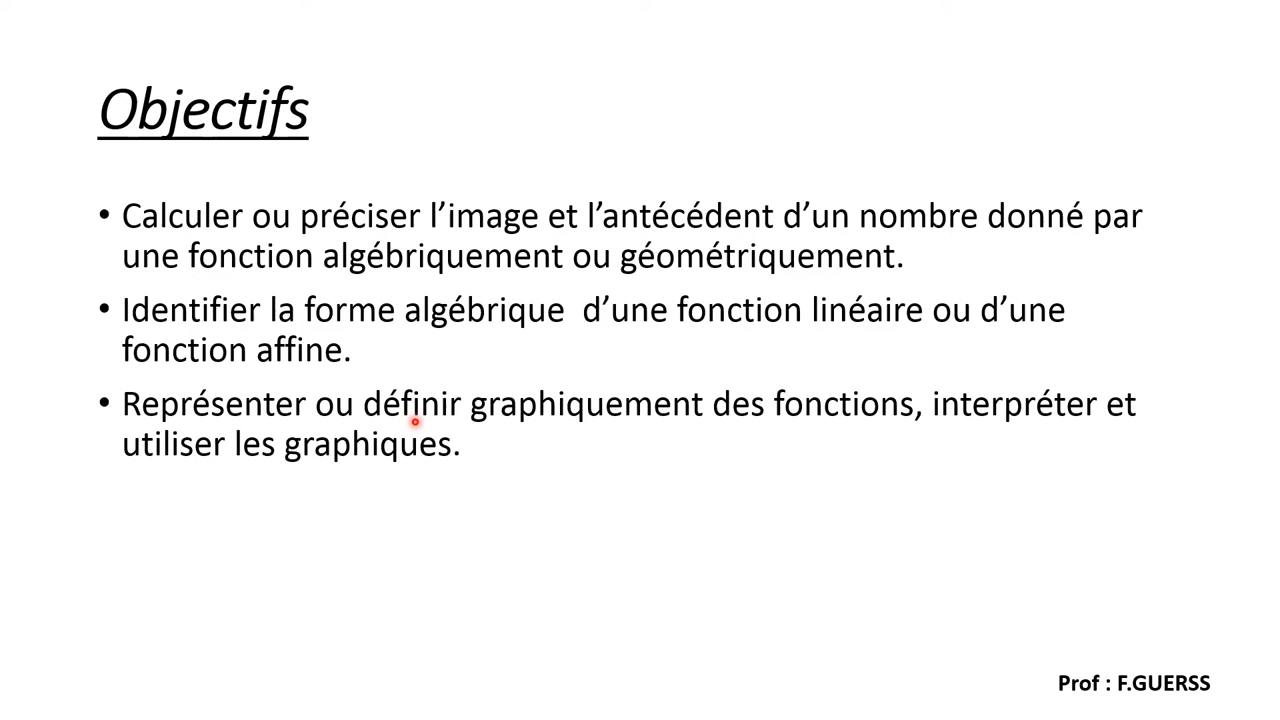 Objectifs
• Calculer ou préciser l’image et l’antécédent d’un nombre donné par
une fonction algébriquement ou géométriquement.
• Identifier la forme algébrique  d’une fonction linéaire ou d’une
fonction affine.
• Représenter ou définir graphiquement des fonctions, interpréter et
utiliser les graphiques.
Prof : F.GUERSS